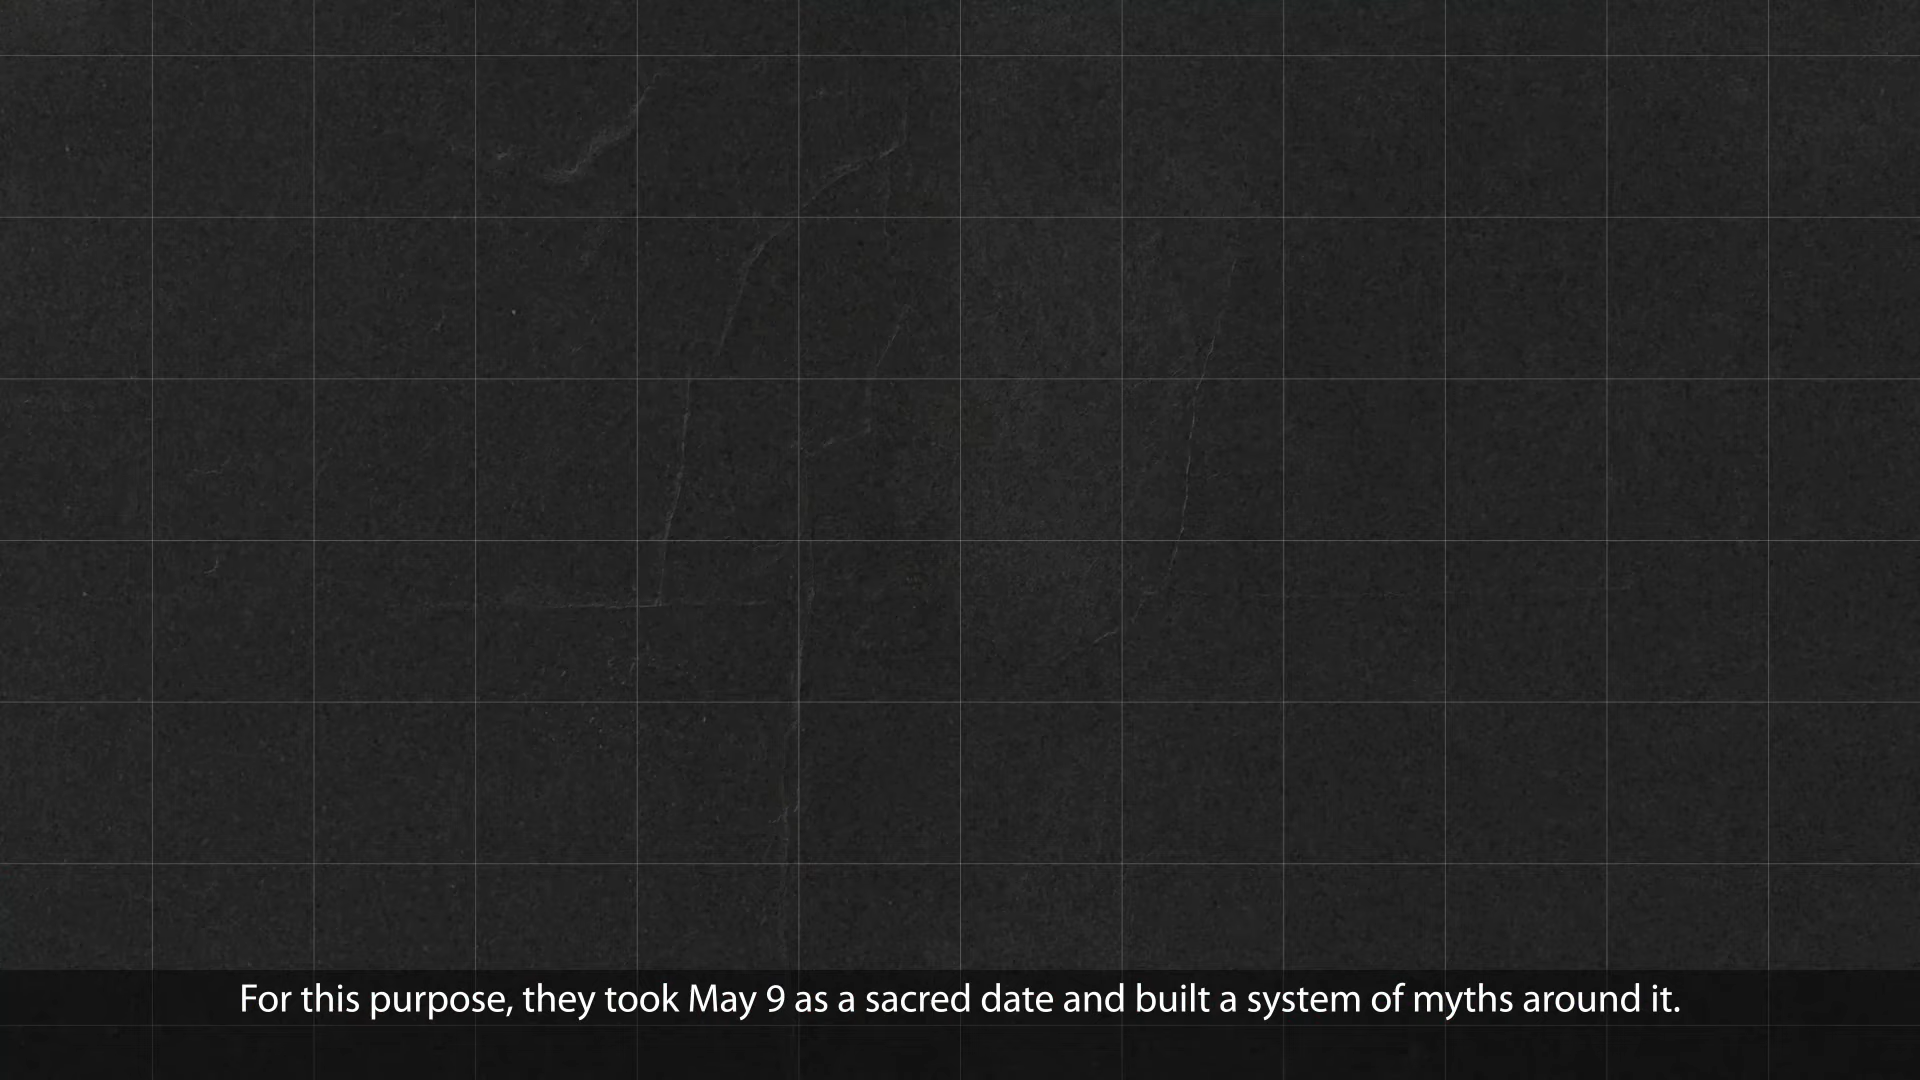 For this purpose, they took May 9 as a sacred date and built a system of myths around it.